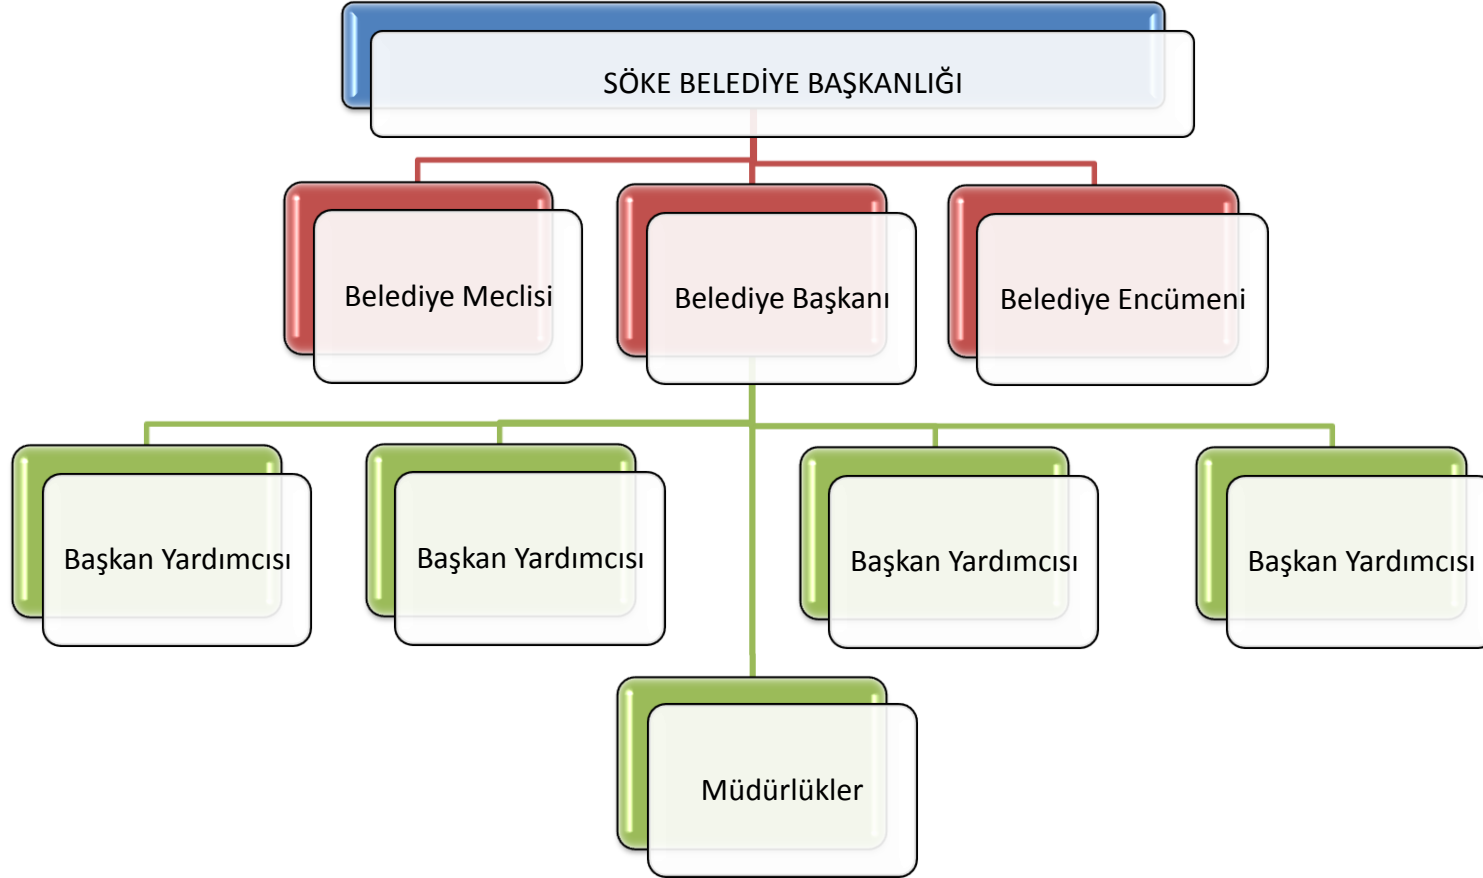 SÖKE BELEDİYE BAŞKANLIĞI
Belediye Meclisi
Belediye Başkanı
Belediye Encümeni
Başkan Yardımcısı
Başkan Yardımcısı
Başkan Yardımcısı
Başkan Yardımcısı
Müdürlükler